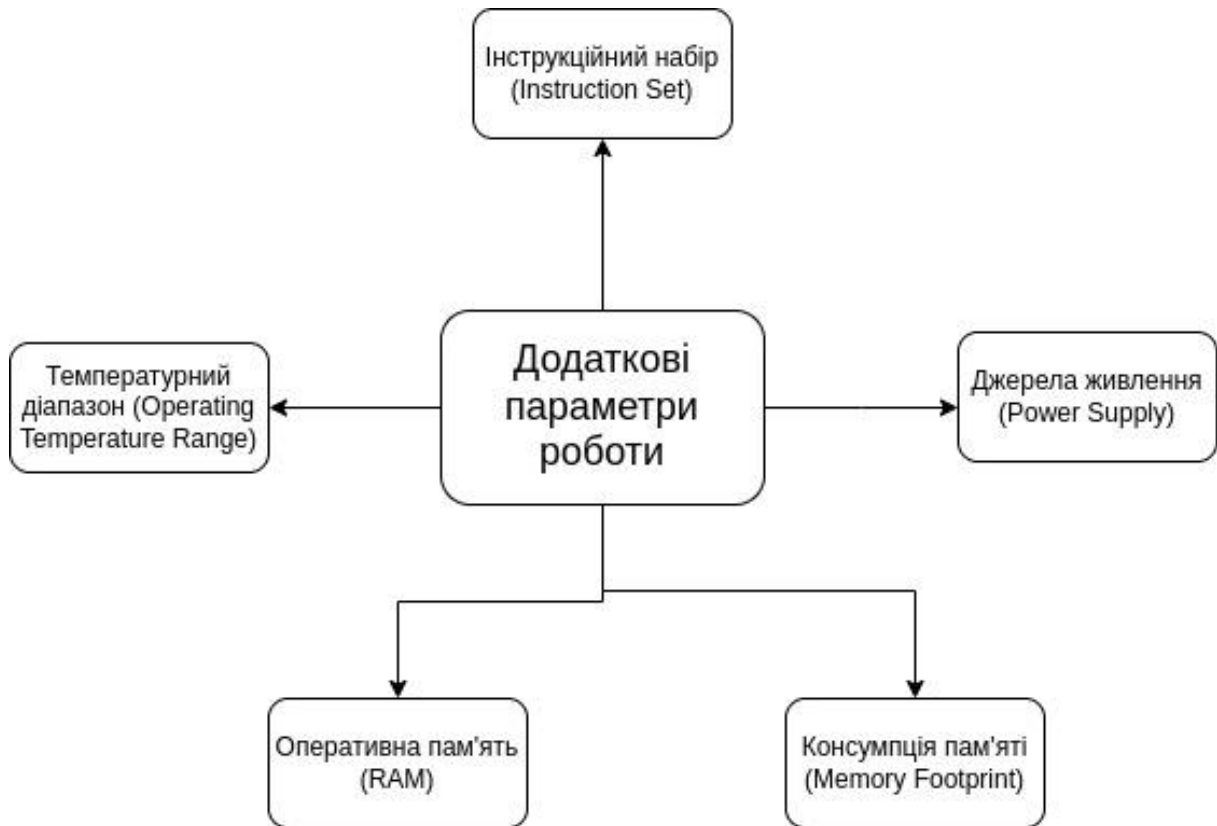 Інструкційний набір
(Instruction Set)
Додаткові
параметри
роботи
Температурний
діапазон (Operating
Temperature Range)
Джерела живлення
(Power Supply)
Оперативна пам'ять
(RAM)
Консумпція пам'яті
(Memory Footprint)